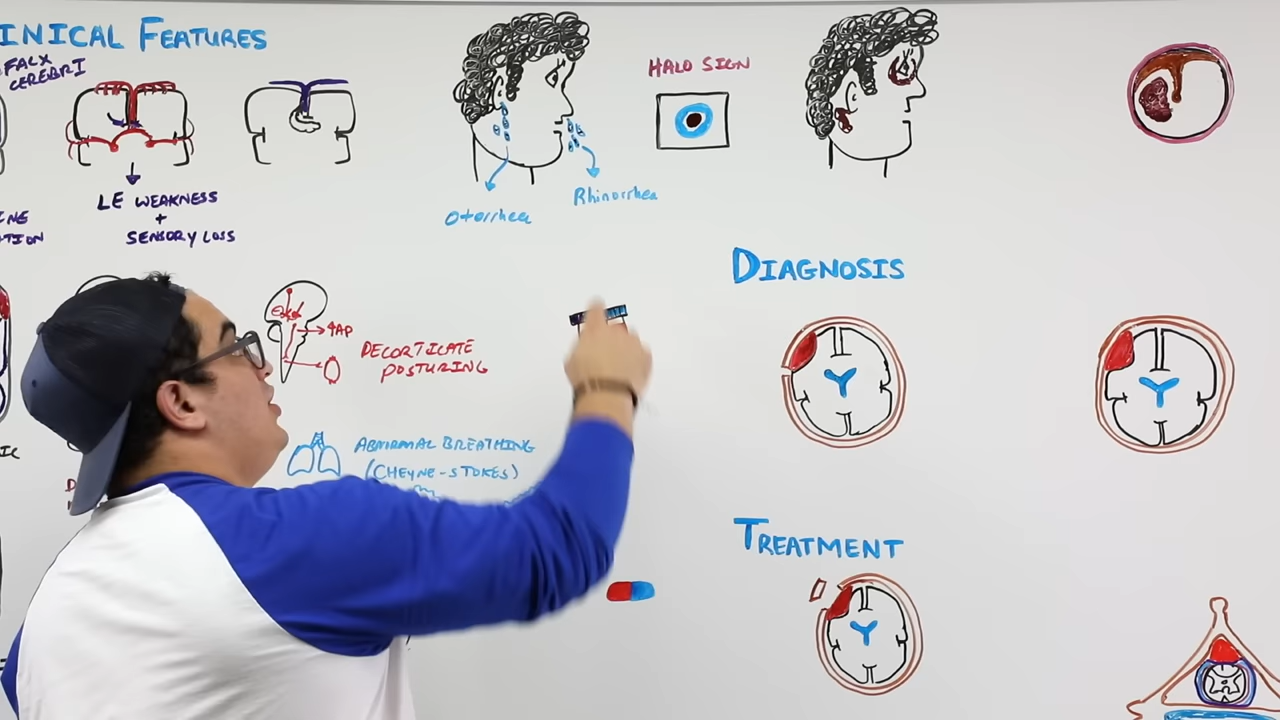 INICAL FEATURES
FALX
CEREBRI
HALO SIGN
LE WEAKNESS
+
SENSORY LOSS
Otorrhea
Rhinorrhea
DIAGNOSIS
DECORTICATE
POSTURING
ABNORMAL BREATHING
(CHEYNE-STOKES)
TREATMENT